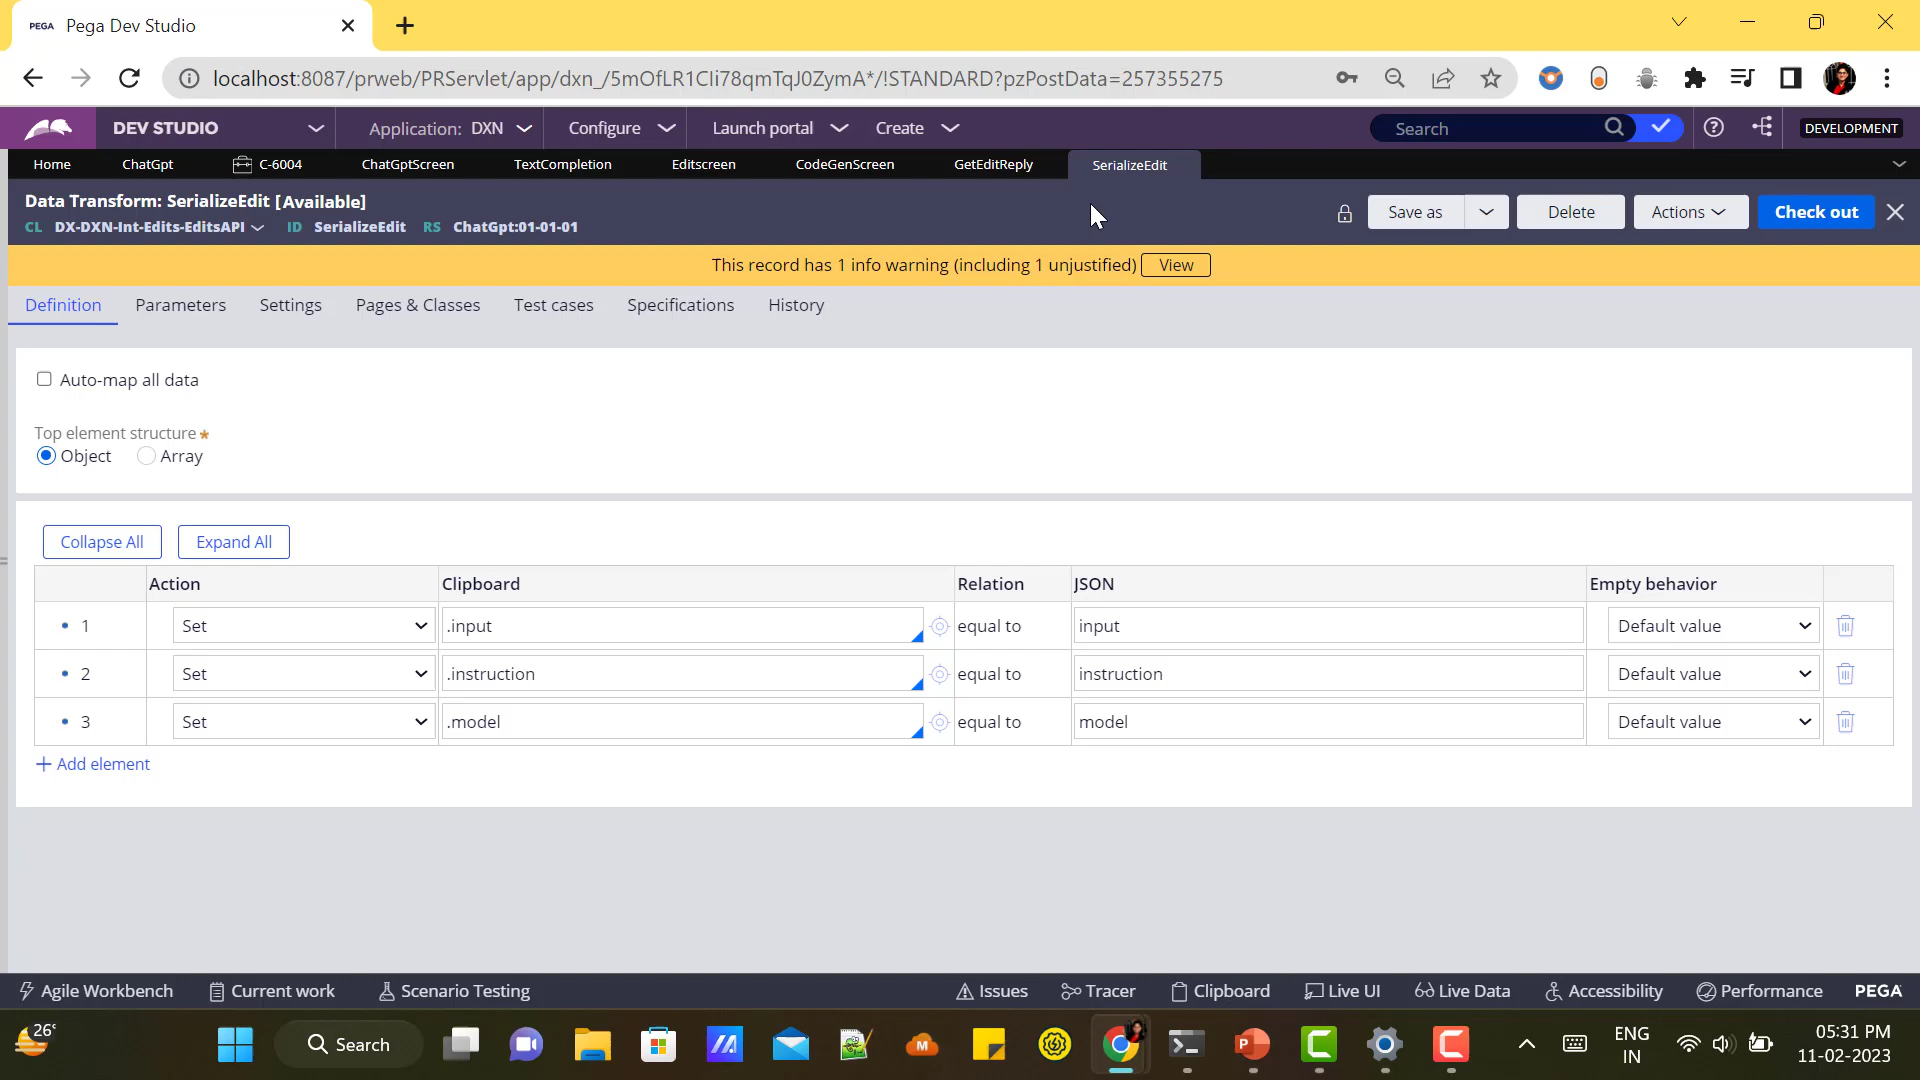 PEGA Pega Dev Studio
localhost:8087/prweb/PRServlet/app/dxn_/5mOfLR1CIi78qmTqJ0ZymA*/!STANDARD?pzPostData=257355275
DEV STUDIO Application: DXN Configure Launch portal Create Search DEVELOPMENT
Home ChatGpt C-6004 ChatGptScreen TextCompletion Editscreen CodeGenScreen GetEditReply SerializeEdit
Data Transform: SerializeEdit [Available]
CL DX-DXN-Int-Edits-EditsAPI ID SerializeEdit RS ChatGpt:01-01-01
Save as Delete Actions Check out
This record has 1 info warning (including 1 unjustified) View
Definition Parameters Settings Pages & Classes Test cases Specifications History
Auto-map all data
Top element structure
Object Array
Collapse All Expand All
Action Clipboard Relation JSON Empty behavior
1 Set .input equal to input Default value
2 Set .instruction equal to instruction Default value
3 Set .model equal to model Default value
+ Add element
Agile Workbench Current work Scenario Testing Issues Tracer Clipboard Live UI Live Data Accessibility Performance PEGA
26° Search ENG IN 05:31 PM
11-02-2023